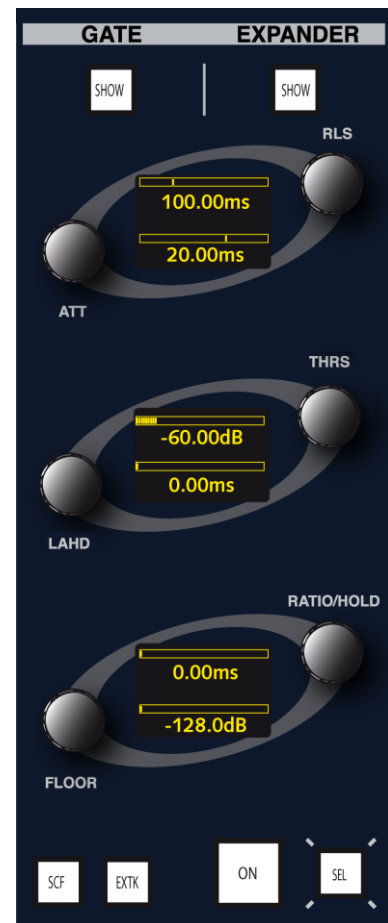 GATE EXPANDER
SHOW SHOW
RLS
100.00ms
20.00ms
ATT
THRS
-60.00dB
0.00ms
LAHD
RATIO/HOLD
0.00ms
-128.0dB
FLOOR
SCF EXTK ON SEL